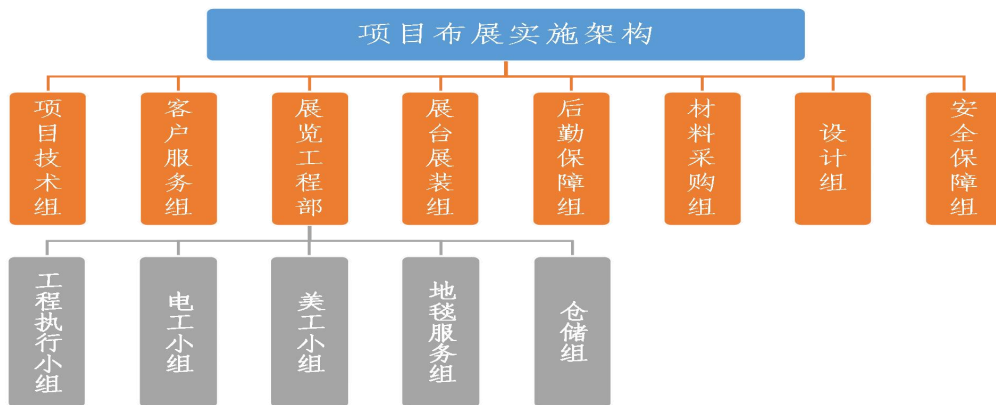 项目布展实施架构
项目技术组
客户服务组
展览工程部
展台展装组
后勤保障组
材料采购组
设计组
安全保障组
工程执行小组
电工小组
美工小组
地毯服务组
仓储组